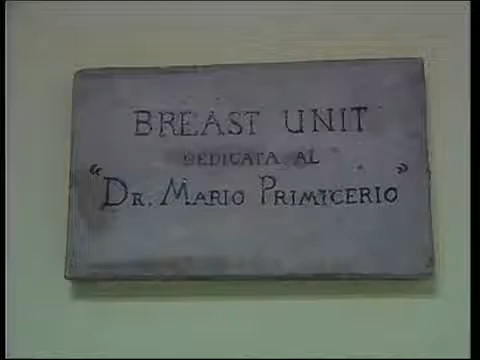 BREAST UNIT
DEDICATA AL
"DR. MARIO PRIMICERIO"